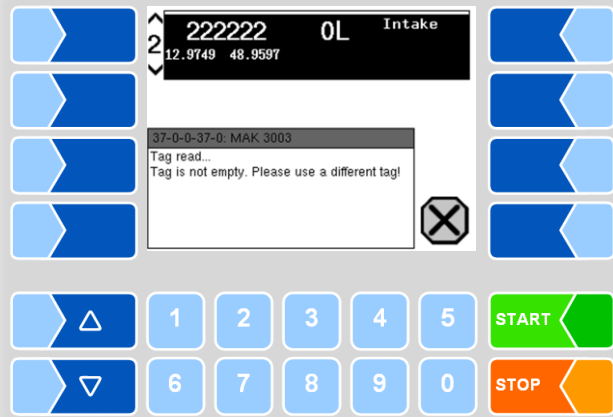 222222 0L Intake
2
12.9749 48.9597
37-0-0-37-0: MAK 3003
Tag read...
Tag is not empty. Please use a different tag!
1 2 3 4 5 START
6 7 8 9 0 STOP